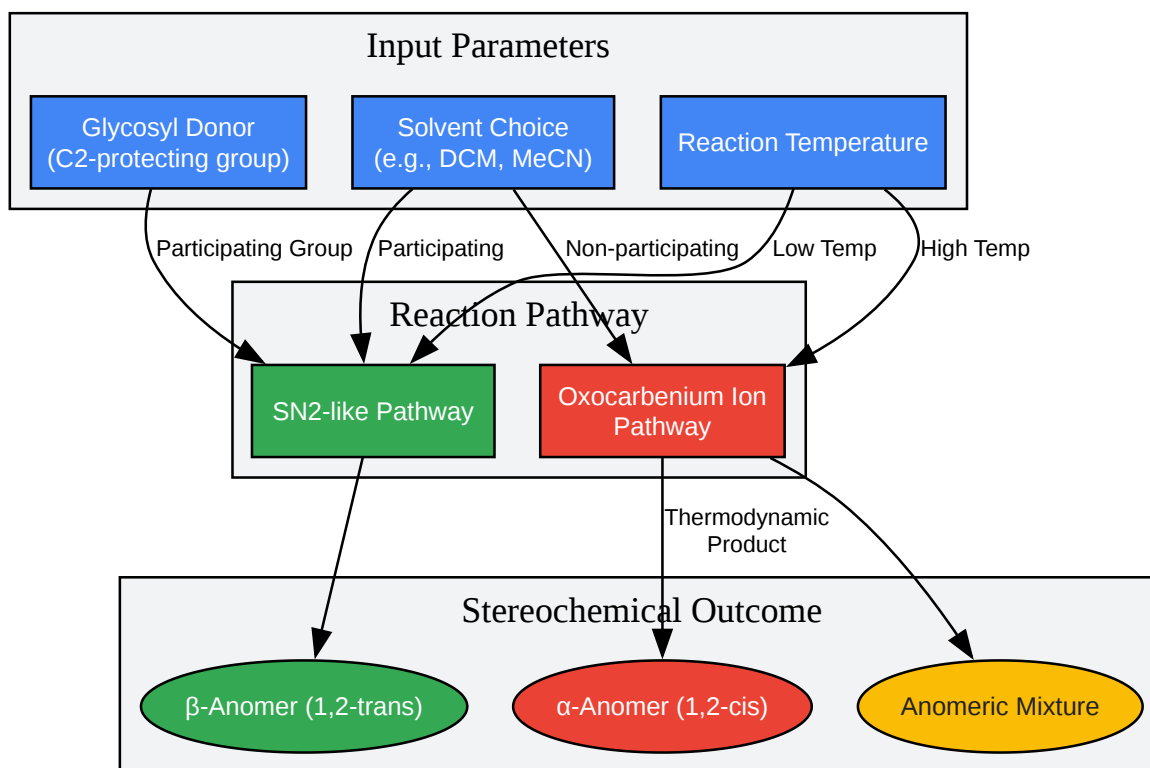 Input Parameters
Glycosyl Donor
(C2-protecting group)
Solvent Choice
(e.g., DCM, MeCN)
Reaction Temperature
Participating Group
Participating
Non-participating
Low Temp
High Temp
Reaction Pathway
SN2-like Pathway
Oxocarbenium Ion
Pathway
Thermodynamic
Product
Stereochemical Outcome
β-Anomer (1,2-trans)
α-Anomer (1,2-cis)
Anomeric Mixture